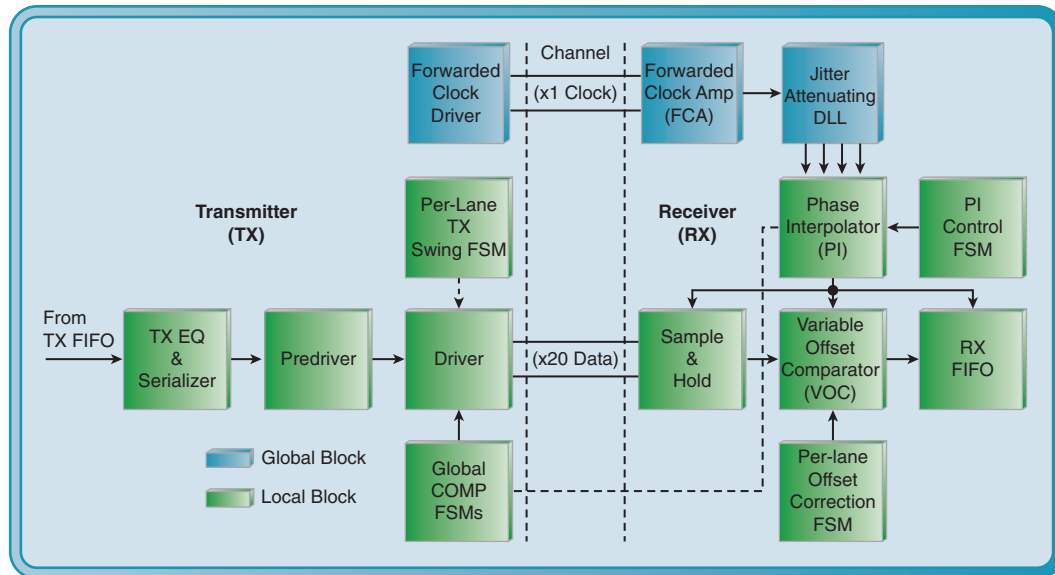 Forwarded
Clock
Driver
Channel
(x1 Clock)
Forwarded
Clock Amp
(FCA)
Jitter
Attenuating
DLL
Transmitter
(TX)
Per-Lane
TX
Swing FSM
Receiver
(RX)
Phase
Interpolator
(PI)
PI
Control
FSM
From
TX FIFO
TX EQ
&
Serializer
Predriver
Driver
(x20 Data)
Sample
&
Hold
Variable
Offset
Comparator
(VOC)
RX
FIFO
Global Block
Local Block
Global
COMP
FSMs
Per-lane
Offset
Correction
FSM